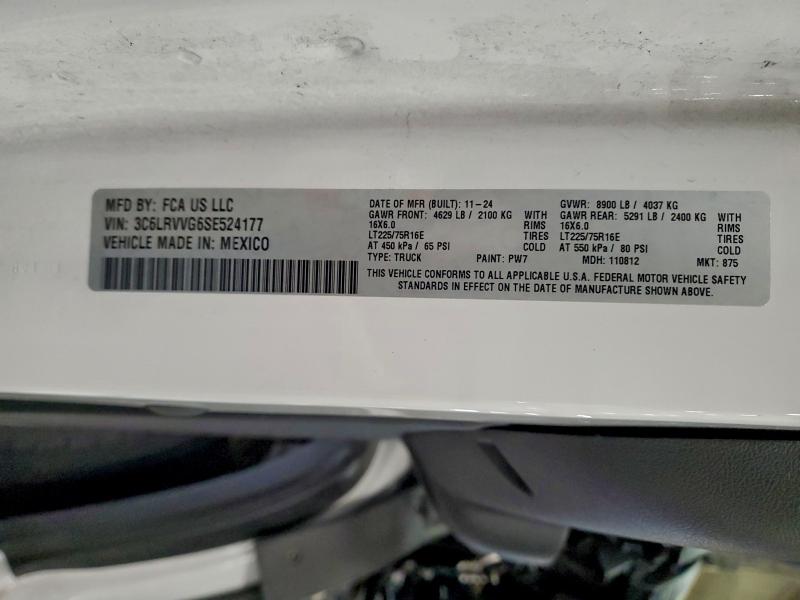 MFD BY: FCA US LLC
VIN: 3C6LRVVG6SE524177
VEHICLE MADE IN: MEXICO
DATE OF MFR (BUILT): 11-24
GAWR FRONT: 4629 LB / 2100 KG WITH
16X6.0 RIMS
LT225/75R16E TIRES
AT 450 kPa / 65 PSI COLD
TYPE: TRUCK PAINT: PW7
GVWR: 8900 LB / 4037 KG
GAWR REAR: 5291 LB / 2400 KG WITH
16X6.0 RIMS
LT225/75R16E TIRES
AT 550 kPa / 80 PSI COLD
MDH: 110812 MKT: 875
THIS VEHICLE CONFORMS TO ALL APPLICABLE U.S.A. FEDERAL MOTOR VEHICLE SAFETY
STANDARDS IN EFFECT ON THE DATE OF MANUFACTURE SHOWN ABOVE.